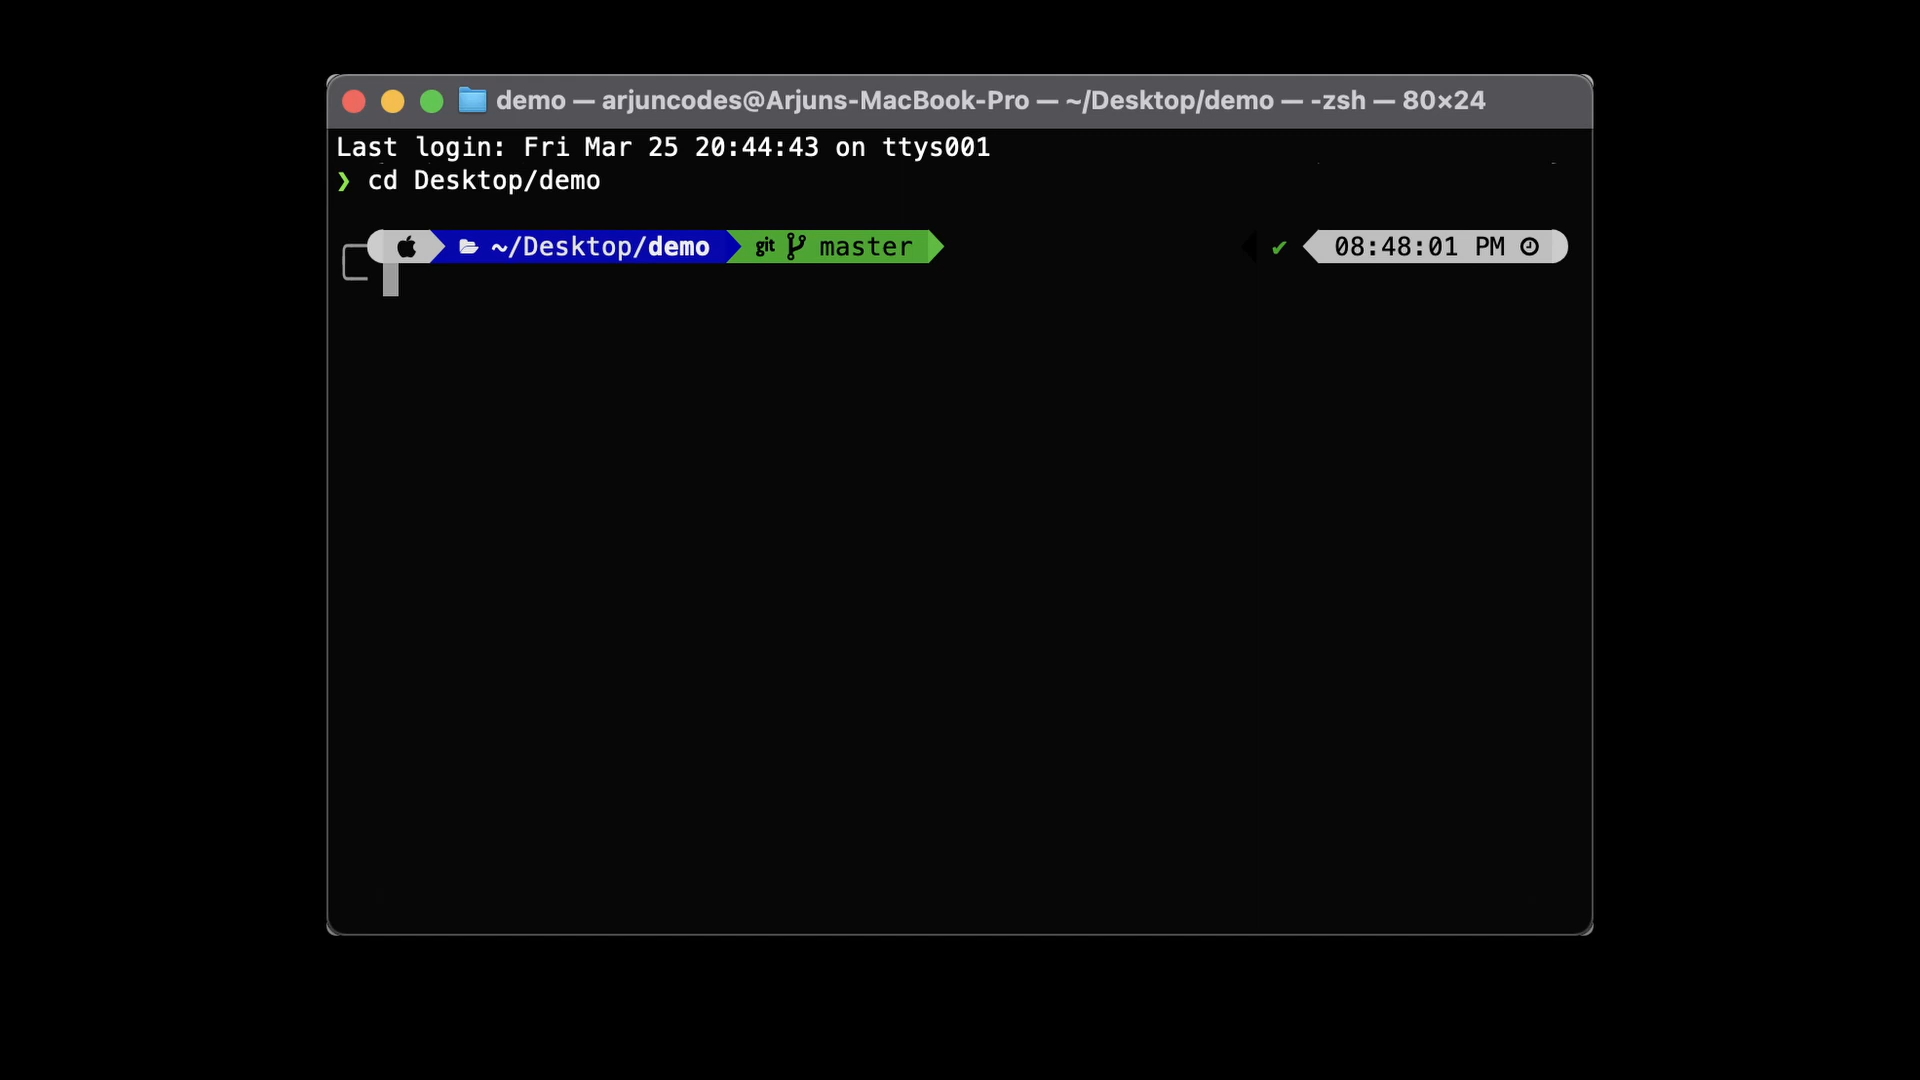 demo — arjuncodes@Arjuns-MacBook-Pro — ~/Desktop/demo — -zsh — 80×24
Last login: Fri Mar 25 20:44:43 on ttys001
❯ cd Desktop/demo
~/Desktop/demo git master ✔ 08:48:01 PM